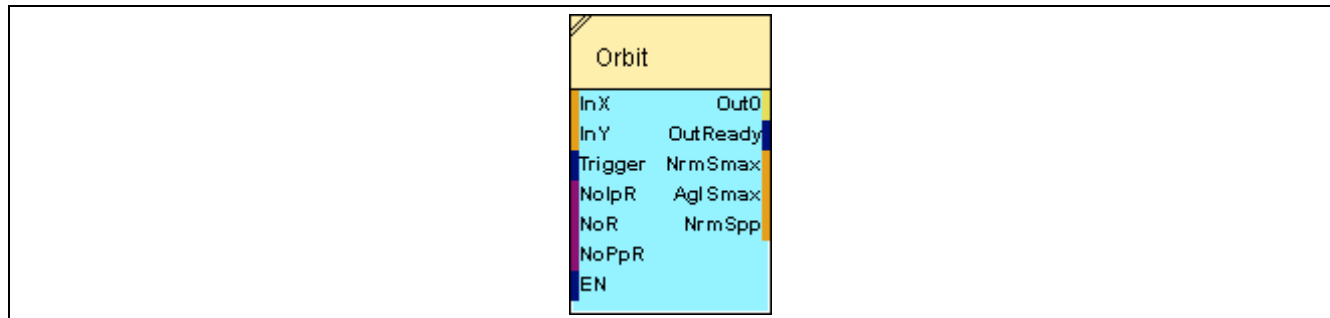 Orbit
InX Out0
InY OutReady
Trigger NrmSmax
NoIpR AglSmax
NoR NrmSpp
NoPpR
EN